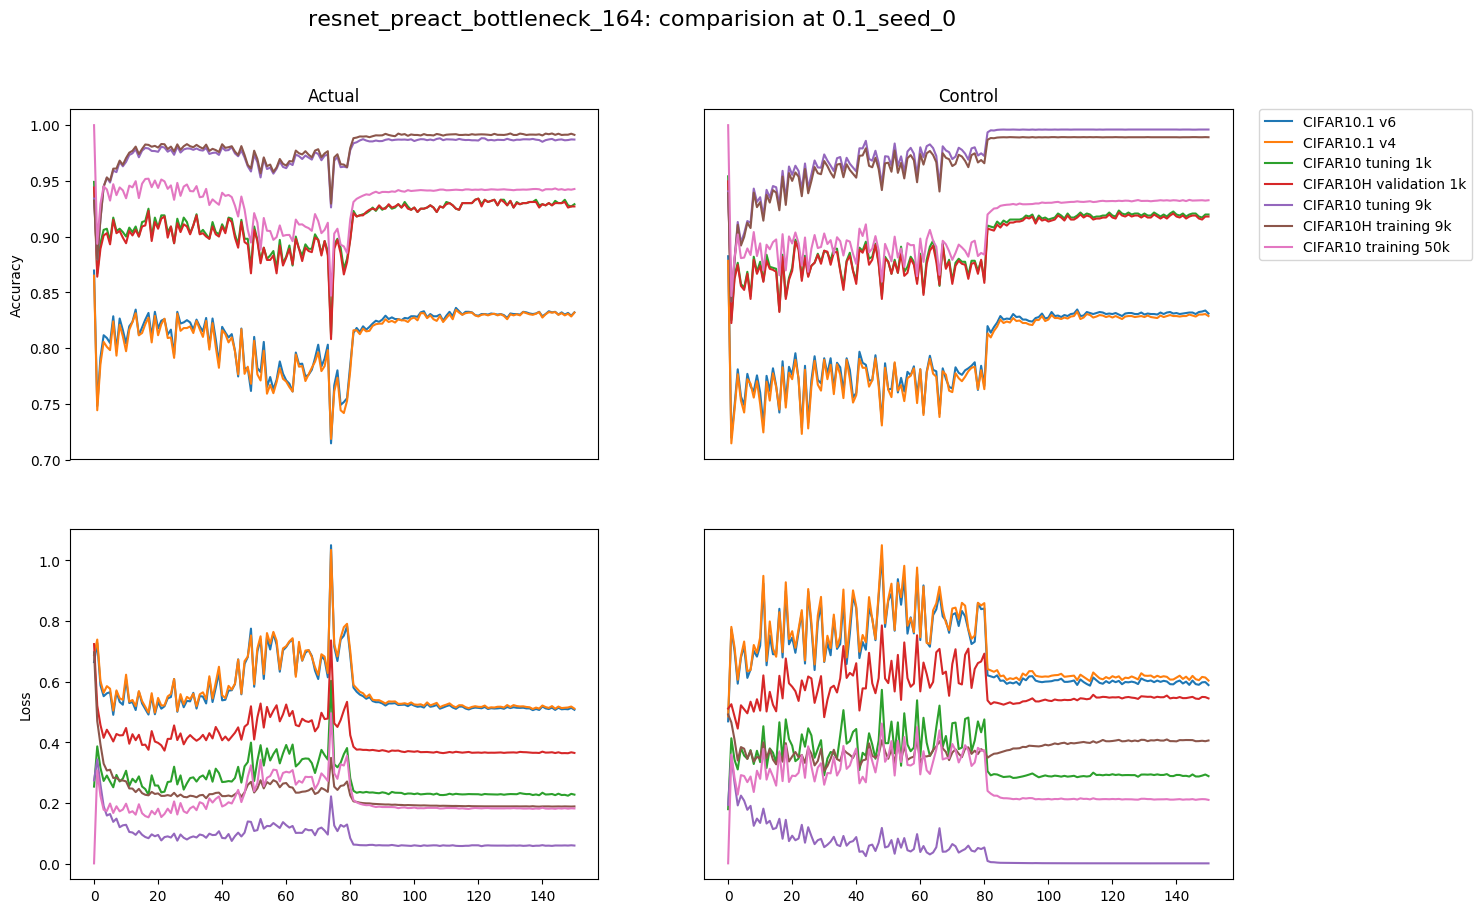 resnet_preact_bottleneck_164: comparision at 0.1_seed_0
Actual
Control
Accuracy
1.00
0.95
0.90
0.85
0.80
0.75
0.70
CIFAR10.1 v6
CIFAR10.1 v4
CIFAR10 tuning 1k
CIFAR10H validation 1k
CIFAR10 tuning 9k
CIFAR10H training 9k
CIFAR10 training 50k
Loss
1.0
0.8
0.6
0.4
0.2
0.0
0 20 40 60 80 100 120 140
0 20 40 60 80 100 120 140